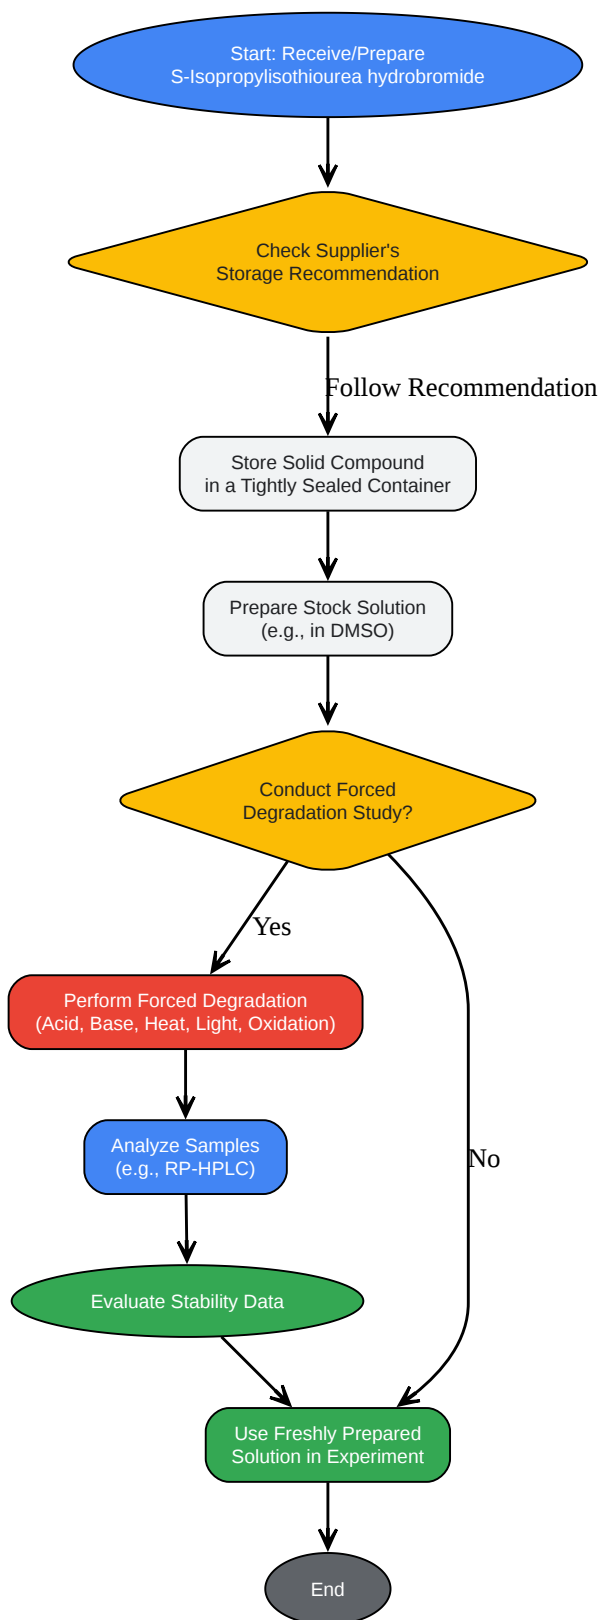 Start: Receive/Prepare
S-Isopropylisothiourea hydrobromide
Check Supplier's
Storage Recommendation
Follow Recommendation
Store Solid Compound
in a Tightly Sealed Container
Prepare Stock Solution
(e.g., in DMSO)
Conduct Forced
Degradation Study?
Yes
Perform Forced Degradation
(Acid, Base, Heat, Light, Oxidation)
Analyze Samples
(e.g., RP-HPLC)
No
Evaluate Stability Data
Use Freshly Prepared
Solution in Experiment
End